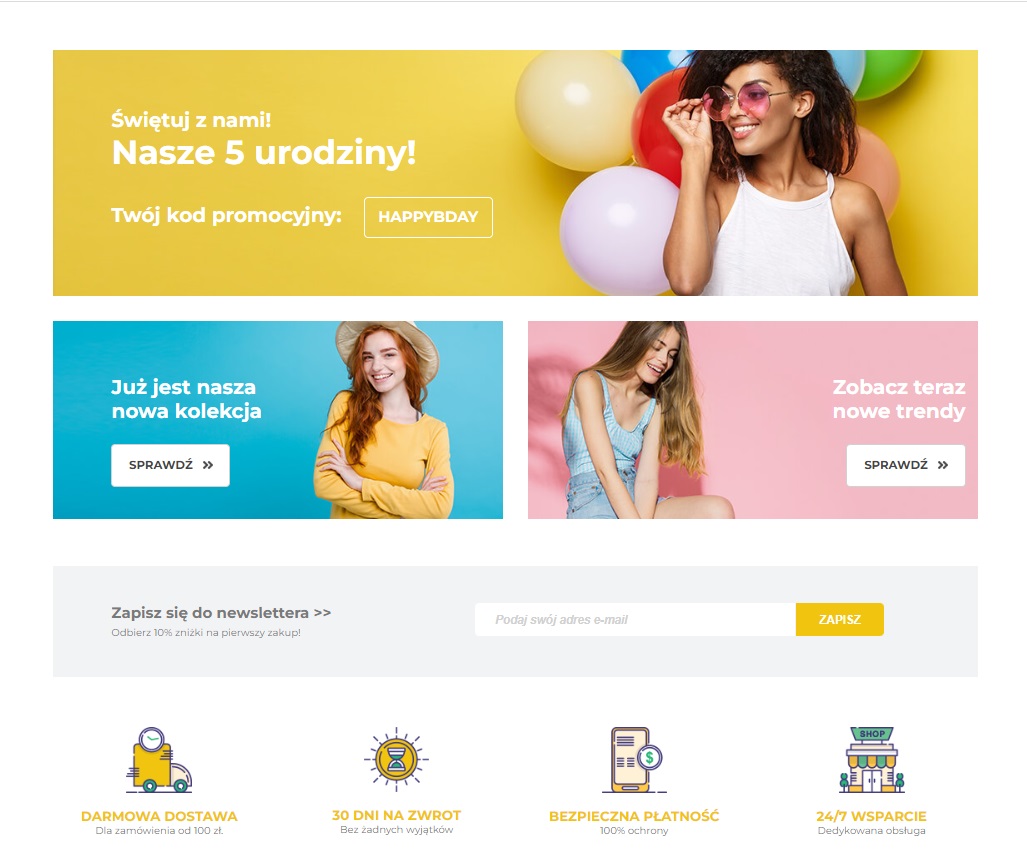 Świętuj z nami!
Nasze 5 urodziny!
Twój kod promocyjny: HAPPYBDAY
Już jest nasza
nowa kolekcja
SPRAWDŹ
Zobacz teraz
nowe trendy
SPRAWDŹ
Zapisz się do newslettera >>
Odbierz 10% zniżki na pierwszy zakup!
Podaj swój adres e-mail
ZAPISZ
DARMOWA DOSTAWA
Dla zamówienia od 100 zł.
30 DNI NA ZWROT
Bez żadnych wyjątków
$
BEZPIECZNA PŁATNOŚĆ
100% ochrony
SHOP
24/7 WSPARCIE
Dedykowana obsługa